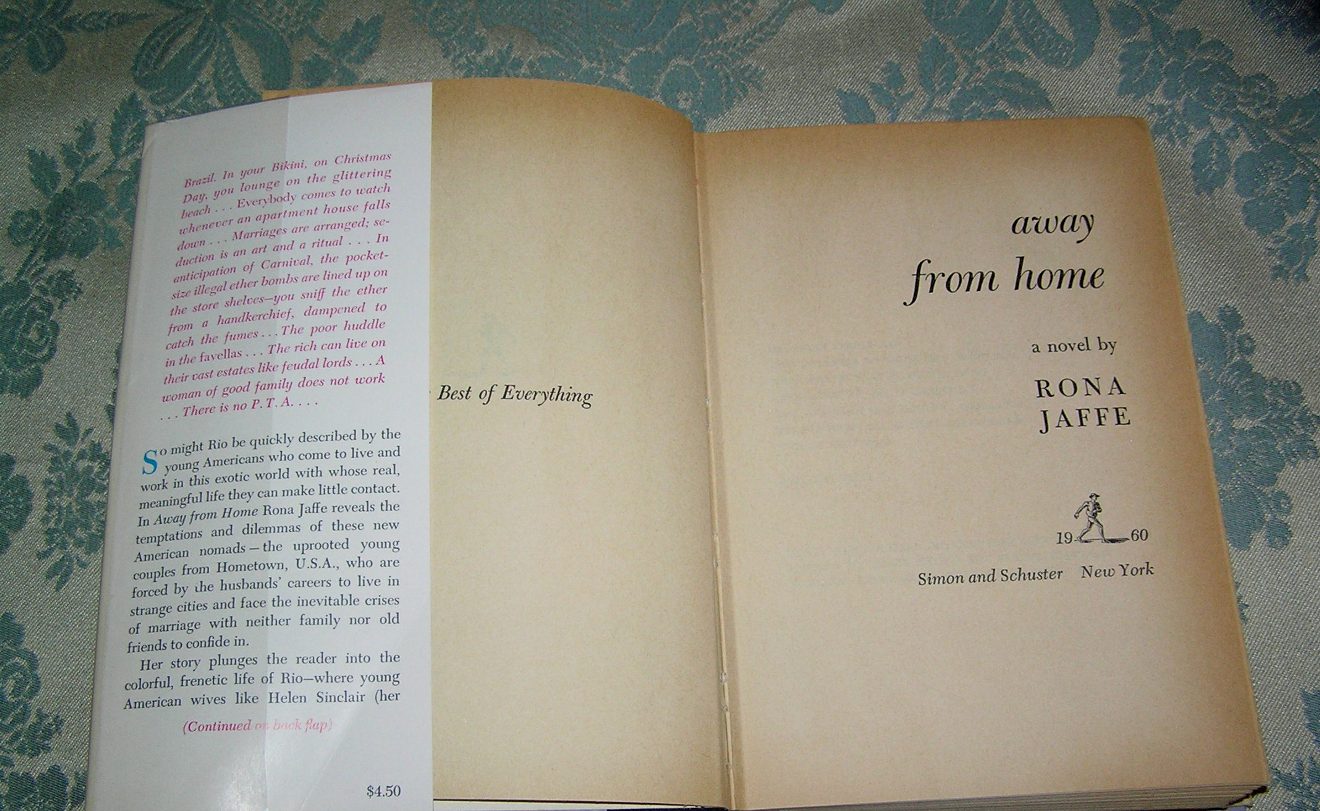 Brazil. In your Bikini, on Christmas
Day, you lounge on the glittering
beach . . . Everybody comes to watch
whenever an apartment house falls
down . . . Marriages are arranged; se-
duction is an art and a ritual . . . In
anticipation of Carnival, the pocket-
size illegal ether bombs are lined up on
the store shelves—you sniff the ether
from a handkerchief, dampened to
catch the fumes . . . The poor huddle
in the favellas . . . The rich can live on
their vast estates like feudal lords . . . A
woman of good family does not work
. . . There is no P. T. A. . . .
So might Rio be quickly described by the
young Americans who come to live and
work in this exotic world with whose real,
meaningful life they can make little contact.
In Away from Home Rona Jaffe reveals the
temptations and dilemmas of these new
American nomads—the uprooted young
couples from Hometown, U.S.A., who are
forced by the husbands' careers to live in
strange cities and face the inevitable crises
of marriage with neither family nor old
friends to confide in.
Her story plunges the reader into the
colorful, frenetic life of Rio—where young
American wives like Helen Sinclair (her
(Continued on back flap)
$4.50
Best of Everything
away
from home
a novel by
RONA
JAFFE
19 60
Simon and Schuster New York